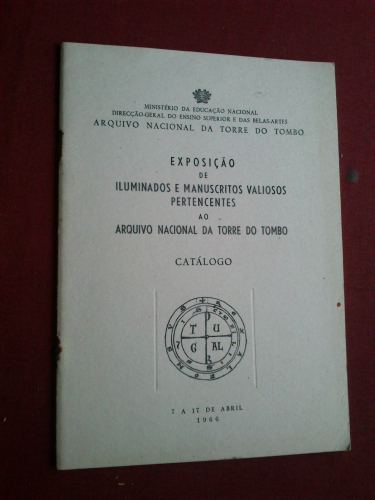 MINISTÉRIO DA EDUCAÇÃO NACIONAL
DIRECÇÃO-GERAL DO ENSINO SUPERIOR E DAS BELAS-ARTES
ARQUIVO NACIONAL DA TORRE DO TOMBO
EXPOSIÇÃO
DE
ILUMINADOS E MANUSCRITOS VALIOSOS
PERTENCENTES
AO
ARQUIVO NACIONAL DA TORRE DO TOMBO
CATÁLOGO
7 A 17 DE ABRIL
1966